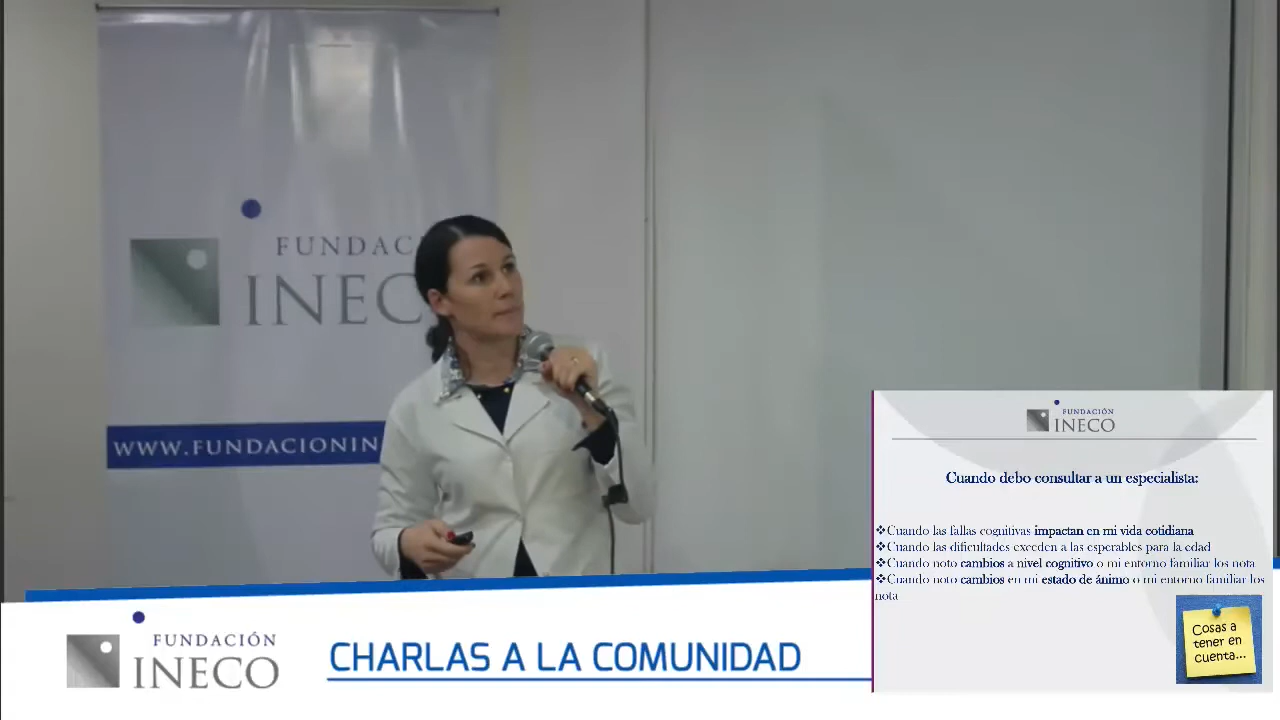 FUNDAC
INEC
WWW.FUNDACIONIN
FUNDACIÓN
INECO
Cuando debo consultar a un especialista:
❖Cuando las fallas cognitivas impactan en mi vida cotidiana
❖Cuando las dificultades exceden a las esperables para la edad
❖Cuando noto cambios a nivel cognitivo o mi entorno familiar los nota
❖Cuando noto cambios en mi estado de ánimo o mi entorno familiar los
nota
Cosas a
tener en
cuenta...
FUNDACIÓN
INECO
CHARLAS A LA COMUNIDAD